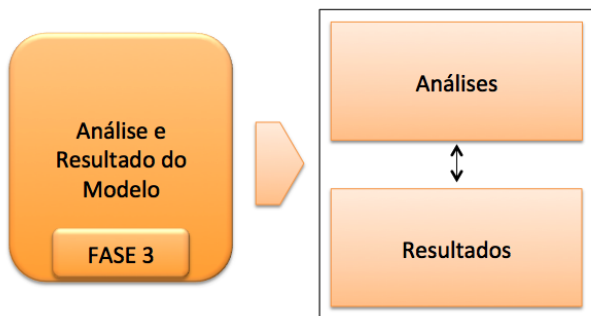 Análise e
Resultado do
Modelo
FASE 3
Análises
Resultados